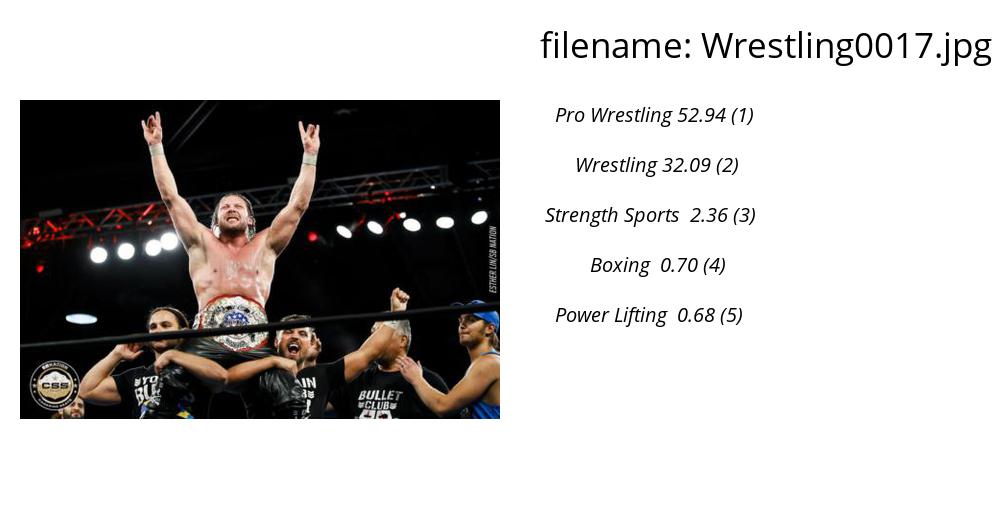 filename: Wrestling0017.jpg
Pro Wrestling 52.94 (1)
Wrestling 32.09 (2)
Strength Sports 2.36 (3)
Boxing 0.70 (4)
Power Lifting 0.68 (5)
ESTHER LIN/SB NATION
SBNATION
CSS
BULLET
CLUB